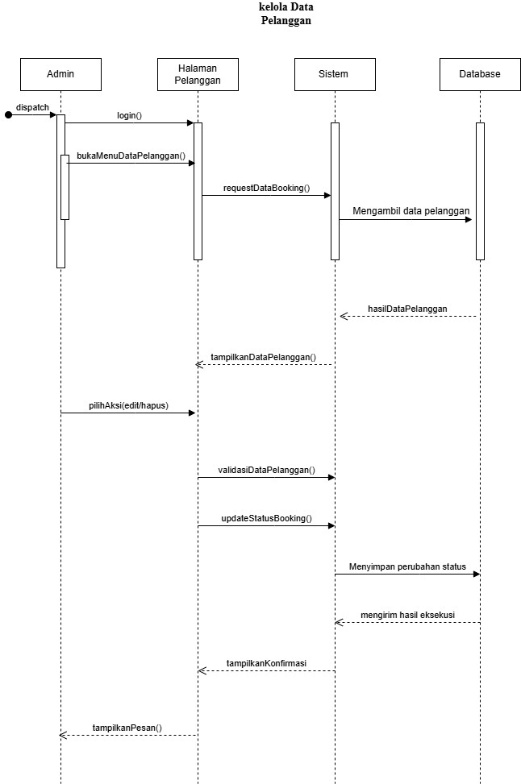 kelola Data
Pelanggan
Admin
Halaman
Pelanggan
Sistem
Database
dispatch
login()
bukaMenuDataPelanggan()
requestDataBooking()
Mengambil data pelanggan
hasilDataPelanggan
tampilkanDataPelanggan()
pilihAksi(edit/hapus)
validasiDataPelanggan()
updateStatusBooking()
Menyimpan perubahan status
mengirim hasil eksekusi
tampilkanKonfirmasi
tampilkanPesan()